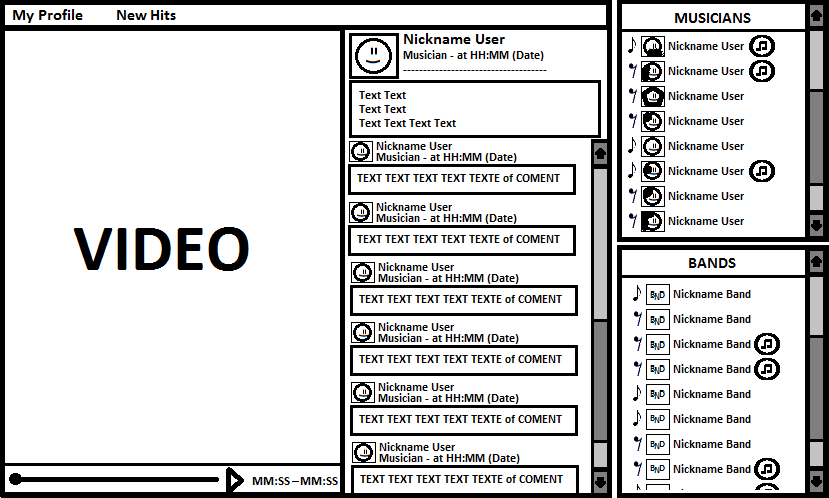 My Profile New Hits
VIDEO
MM:SS – MM:SS
Nickname User
Musician - at HH:MM (Date)
------------------------------------
Text Text
Text Text
Text Text Text Text
Nickname User
Musician - at HH:MM (Date)
TEXT TEXT TEXT TEXT TEXTE of COMENT
Nickname User
Musician - at HH:MM (Date)
TEXT TEXT TEXT TEXT TEXTE of COMENT
Nickname User
Musician - at HH:MM (Date)
TEXT TEXT TEXT TEXT TEXTE of COMENT
Nickname User
Musician - at HH:MM (Date)
TEXT TEXT TEXT TEXT TEXTE of COMENT
Nickname User
Musician - at HH:MM (Date)
TEXT TEXT TEXT TEXT TEXTE of COMENT
Nickname User
Musician - at HH:MM (Date)
TEXT TEXT TEXT TEXT TEXTE of COMENT
MUSICIANS
Nickname User
Nickname User
Nickname User
Nickname User
Nickname User
Nickname User
Nickname User
Nickname User
BANDS
BND Nickname Band
BND Nickname Band
BND Nickname Band
BND Nickname Band
BND Nickname Band
BND Nickname Band
BND Nickname Band
BND Nickname Band